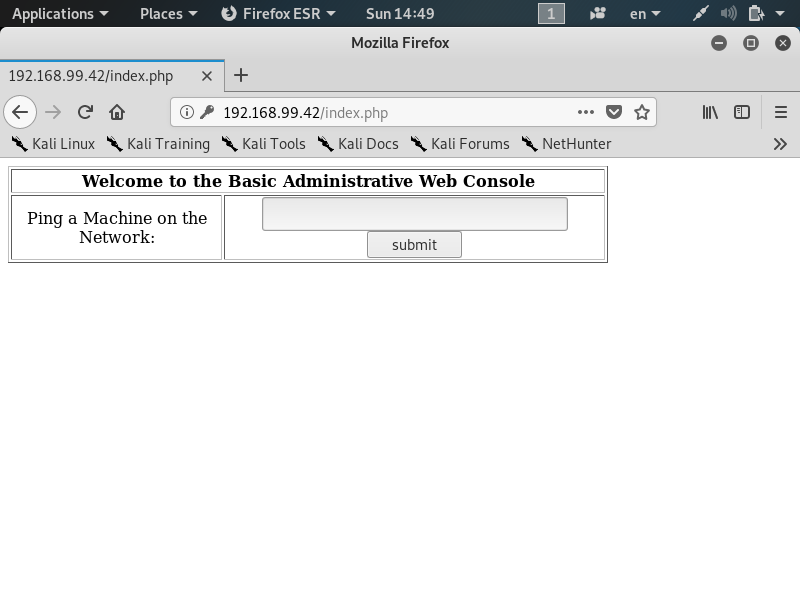 Applications Places Firefox ESR Sun 14:49 1 en
Mozilla Firefox
192.168.99.42/index.php
192.168.99.42/index.php
Kali Linux Kali Training Kali Tools Kali Docs Kali Forums NetHunter
Welcome to the Basic Administrative Web Console
Ping a Machine on the
Network:
submit